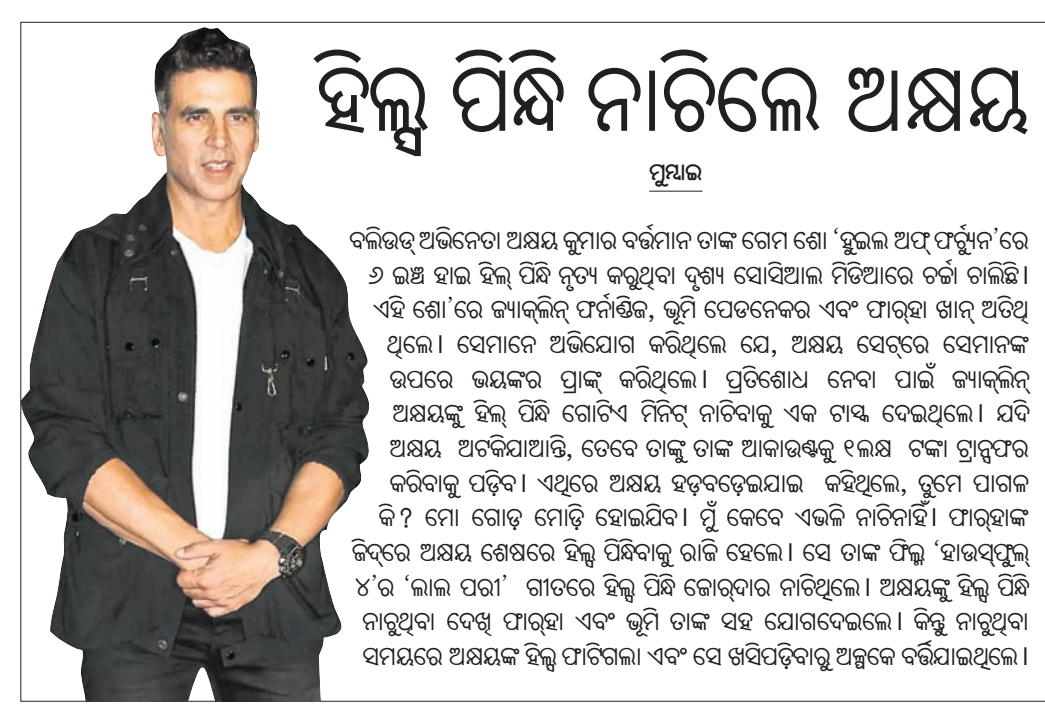 ହିଲ୍ସ ପିନ୍ଧି ନାଚିଲେ ଅକ୍ଷୟ
ମୁମ୍ବାଇ
ବଲିଉଡ୍ ଅଭିନେତା ଅକ୍ଷୟ କୁମାର ବର୍ତ୍ତମାନ ତାଙ୍କ ଗେମ ଶୋ ‘ହୁଇଲ ଅଫ୍ ଫର୍ଚ୍ୟୁନ’ରେ
୬ ଇଞ୍ଚ ହାଇ ହିଲ୍ ପିନ୍ଧି ନୃତ୍ୟ କରୁଥିବା ଦୃଶ୍ୟ ସୋସିଆଲ ମିଡିଆରେ ଚର୍ଚ୍ଚା ଚାଲିଛି।
ଏହି ଶୋ’ରେ ଜ୍ୟାକ୍‌ଲିନ୍ ଫର୍ନାଣ୍ଡିଜ, ଭୂମି ପେଡନେକର ଏବଂ ଫାର୍‌ହା ଖାନ୍ ଅତିଥି
ଥିଲେ। ସେମାନେ ଅଭିଯୋଗ କରିଥିଲେ ଯେ, ଅକ୍ଷୟ ସେଟ୍‌ରେ ସେମାନଙ୍କ
ଉପରେ ଭୟଙ୍କର ପ୍ରାଙ୍କ୍ କରିଥିଲେ। ପ୍ରତିଶୋଧ ନେବା ପାଇଁ ଜ୍ୟାକ୍‌ଲିନ୍
ଅକ୍ଷୟଙ୍କୁ ହିଲ୍ ପିନ୍ଧି ଗୋଟିଏ ମିନିଟ୍ ନାଚିବାକୁ ଏକ ଟାସ୍କ ଦେଇଥିଲେ। ଯଦି
ଅକ୍ଷୟ ଅଟକିଯାଆନ୍ତି, ତେବେ ତାଙ୍କୁ ତାଙ୍କ ଆକାଉଣ୍ଟକୁ ୧ଲକ୍ଷ ଟଙ୍କା ଟ୍ରାନ୍ସଫର
କରିବାକୁ ପଡ଼ିବ। ଏଥିରେ ଅକ୍ଷୟ ହଡ଼ବଡ଼େଇଯାଇ କହିଥିଲେ, ତୁମେ ପାଗଳ
କି? ମୋ ଗୋଡ଼ ମୋଡ଼ି ହୋଇଯିବ। ମୁଁ କେବେ ଏଭଳି ନାଚିନାହିଁ। ଫାର୍‌ହାଙ୍କ
ଜିଦ୍‌ରେ ଅକ୍ଷୟ ଶେଷରେ ହିଲ୍ସ ପିନ୍ଧିବାକୁ ରାଜି ହେଲେ। ସେ ତାଙ୍କ ଫିଲ୍ମ ‘ହାଉସ୍‌ଫୁଲ୍
୪’ର ‘ଲାଲ ପରୀ’ ଗୀତରେ ହିଲ୍ସ ପିନ୍ଧି ଜୋର୍‌ଦାର ନାଚିଥିଲେ। ଅକ୍ଷୟଙ୍କୁ ହିଲ୍ସ ପିନ୍ଧି
ନାଚୁଥିବା ଦେଖି ଫାର୍‌ହା ଏବଂ ଭୂମି ତାଙ୍କ ସହ ଯୋଗଦେଇଲେ। କିନ୍ତୁ ନାଚୁଥିବା
ସମୟରେ ଅକ୍ଷୟଙ୍କ ହିଲ୍ସ ଫାଟିଗଲା ଏବଂ ସେ ଖସିପଡ଼ିବାରୁ ଅଳ୍ପକେ ବର୍ତ୍ତିଯାଇଥିଲେ।